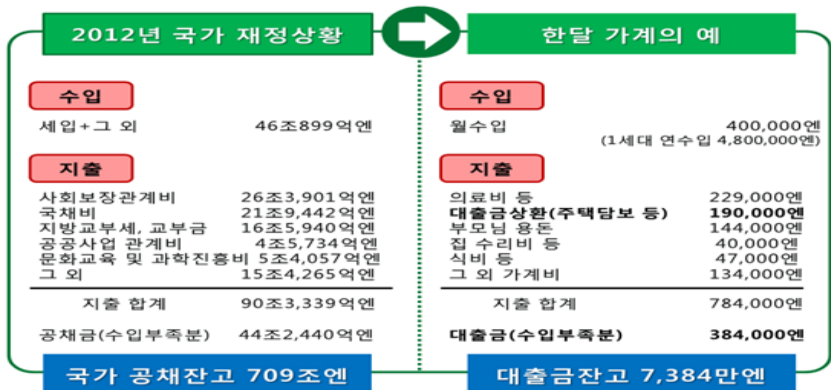 2012년 국가 재정상황
수입
세입+그 외 46조899억엔
지출
사회보장관계비 26조3,901억엔
국채비 21조9,442억엔
지방교부세, 교부금 16조5,940억엔
공공사업 관계비 4조5,734억엔
문화교육 및 과학진흥비 5조4,057억엔
그 외 15조4,265억엔
지출 합계 90조3,339억엔
공채금(수입부족분) 44조2,440억엔
국가 공채잔고 709조엔
한달 가계의 예
수입
월수입 400,000엔
(1세대 연수입 4,800,000엔)
지출
의료비 등 229,000엔
대출금상환(주택담보 등) 190,000엔
부모님 용돈 144,000엔
집 수리비 등 40,000엔
식비 등 47,000엔
그 외 가계비 134,000엔
지출 합계 784,000엔
대출금(수입부족분) 384,000엔
대출금잔고 7,384만엔